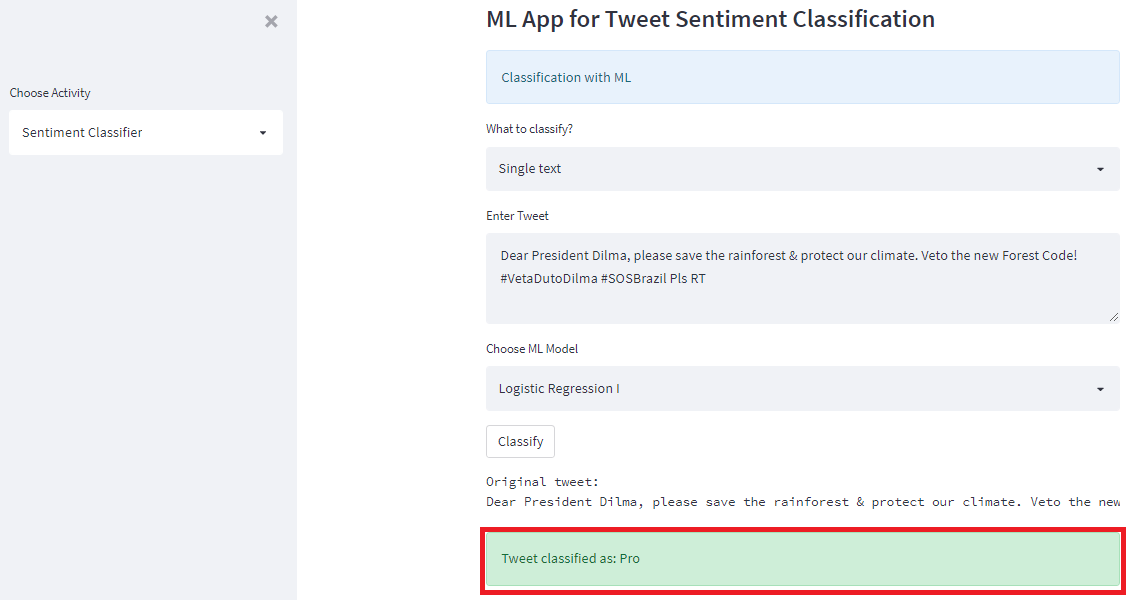 ×
Choose Activity
Sentiment Classifier
ML App for Tweet Sentiment Classification
Classification with ML
What to classify?
Single text
Enter Tweet
Dear President Dilma, please save the rainforest & protect our climate. Veto the new Forest Code!
#VetaDutoDilma #SOSBrazil Pls RT
Choose ML Model
Logistic Regression I
Classify
Original tweet:
Dear President Dilma, please save the rainforest & protect our climate. Veto the new
Tweet classified as: Pro